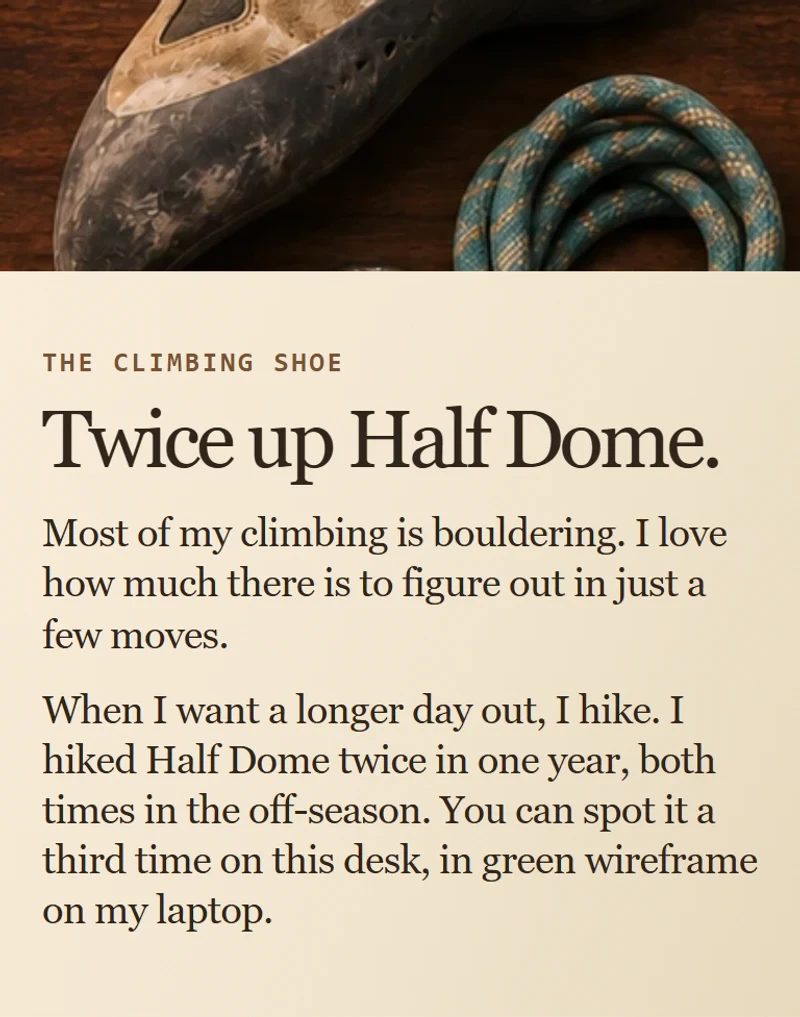 THE CLIMBING SHOE
Twice up Half Dome.
Most of my climbing is bouldering. I love
how much there is to figure out in just a
few moves.
When I want a longer day out, I hike. I
hiked Half Dome twice in one year, both
times in the off-season. You can spot it a
third time on this desk, in green wireframe
on my laptop.